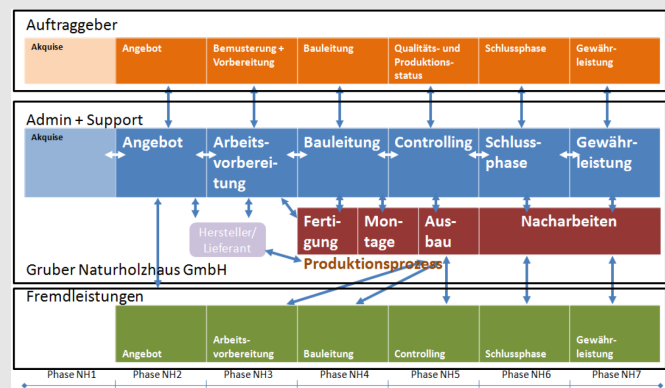 Auftraggeber
Akquise
Angebot
Bemusterung +
Vorbereitung
Bauleitung
Qualitäts- und
Produktions-
status
Schlussphase
Gewähr-
leistung
Admin + Support
Akquise
Angebot
Arbeits-
vorberei-
tung
Bauleitung
Controlling
Schluss-
phase
Gewähr-
leistung
Hersteller/
Lieferant
Ferti-
gung
Mon-
tage
Aus-
bau
Nacharbeiten
Produktionsprozess
Gruber Naturholzhaus GmbH
Fremdleistungen
Angebot
Arbeits-
vorbereitung
Bauleitung
Controlling
Schlussphase
Gewähr-
leistung
Phase NH1
Phase NH2
Phase NH3
Phase NH4
Phase NH5
Phase NH6
Phase NH7